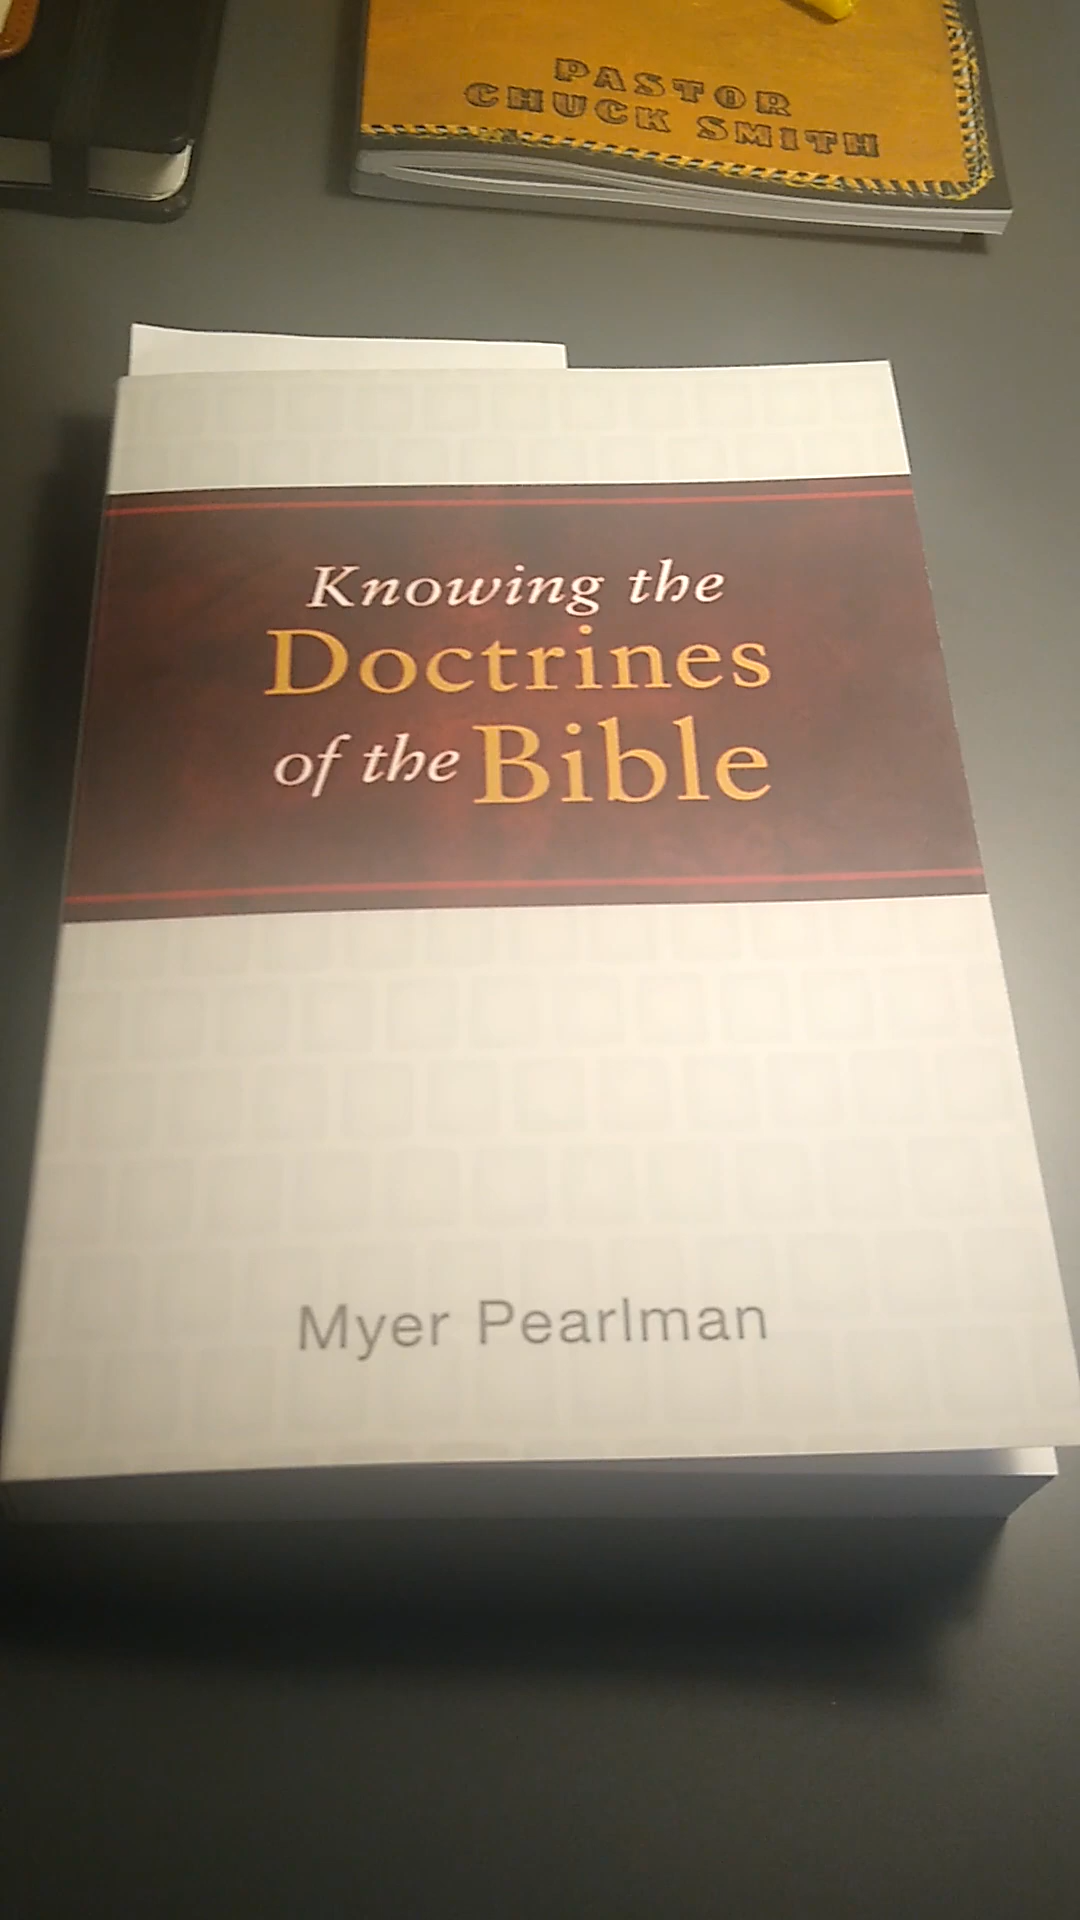 PASTOR
CHUCK SMITH
Knowing the
Doctrines
of the Bible
Myer Pearlman